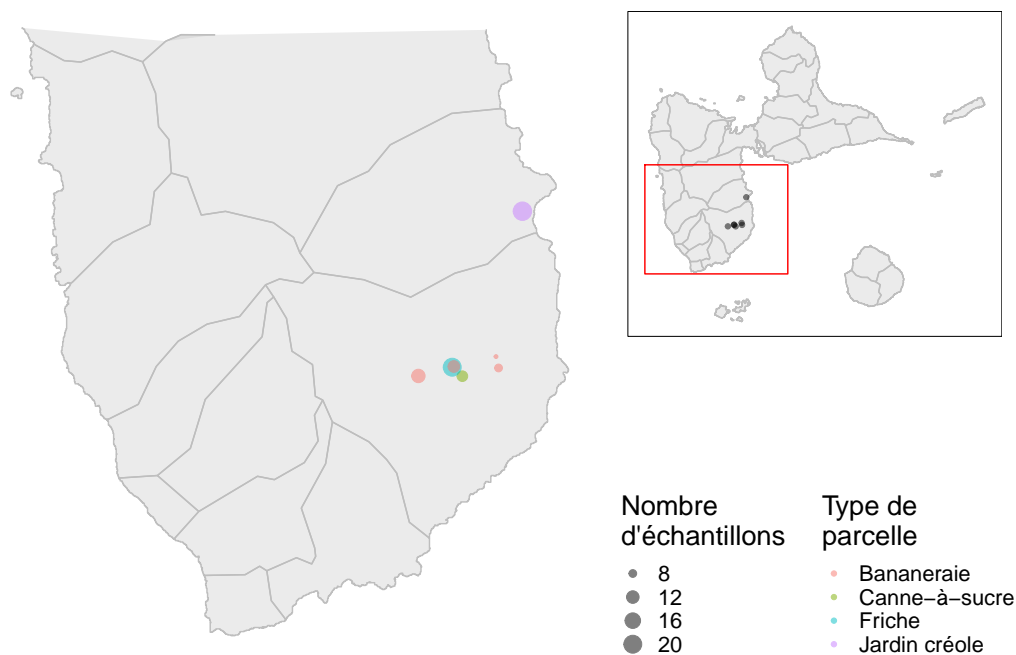 Nombre
d'échantillons
8
12
16
20
Type de
parcelle
Bananeraie
Canne−à−sucre
Friche
Jardin créole